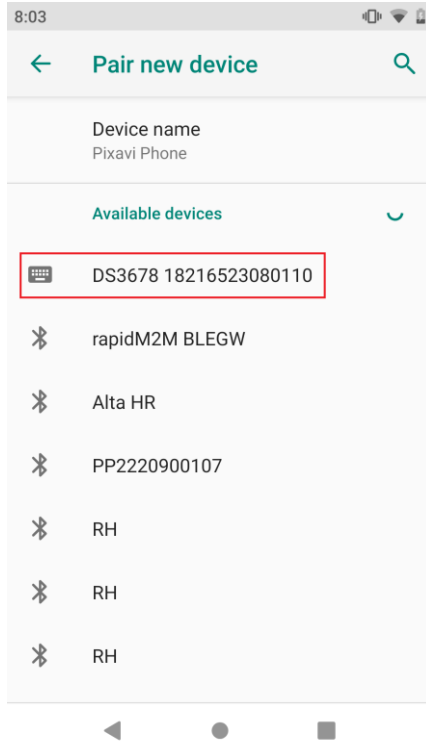 8:03
Pair new device
Device name
Pixavi Phone
Available devices
DS3678 18216523080110
rapidM2M BLEGW
Alta HR
PP2220900107
RH
RH
RH